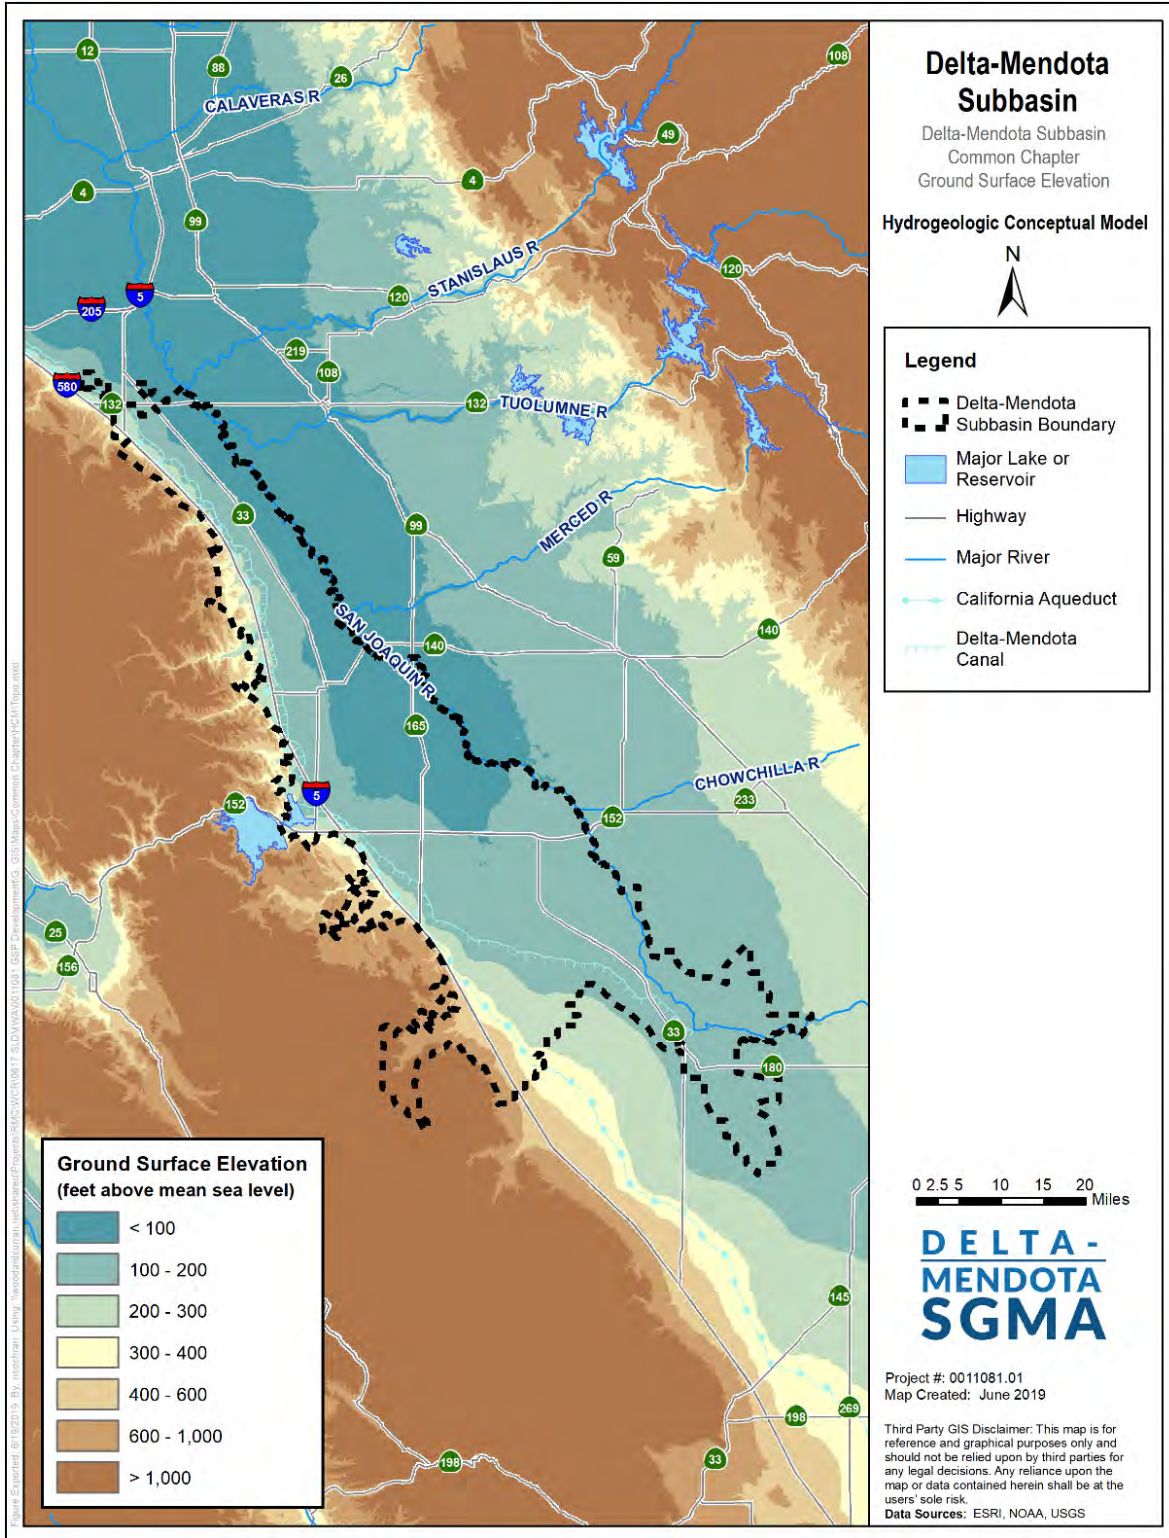 Delta-Mendota
Subbasin
Delta-Mendota Subbasin
Common Chapter
Ground Surface Elevation
Hydrogeologic Conceptual Model
N
Legend
Delta-Mendota
Subbasin Boundary
Major Lake or
Reservoir
Highway
Major River
California Aqueduct
Delta-Mendota
Canal
0 2.5 5 10 15 20
Miles
DELTA-
MENDOTA
SGMA
Project #: 0011081.01
Map Created: June 2019
Third Party GIS Disclaimer: This map is for
reference and graphical purposes only and
should not be relied upon by third parties for
any legal decisions. Any reliance upon the
map or data contained herein shall be at the
users' sole risk.
Data Sources: ESRI, NOAA, USGS
12
88
26
108
CALAVERAS R
49
4
4
99
STANISLAUS R
120
5
205
120
219
108
580
132
132
TUOLUMNE R
33
99
MERCED R
59
SAN JOAQUIN R
140
140
165
CHOWCHILLA R
5
152
233
152
25
156
33
180
145
198
269
198
33
Ground Surface Elevation
(feet above mean sea level)
< 100
100 - 200
200 - 300
300 - 400
400 - 600
600 - 1,000
> 1,000